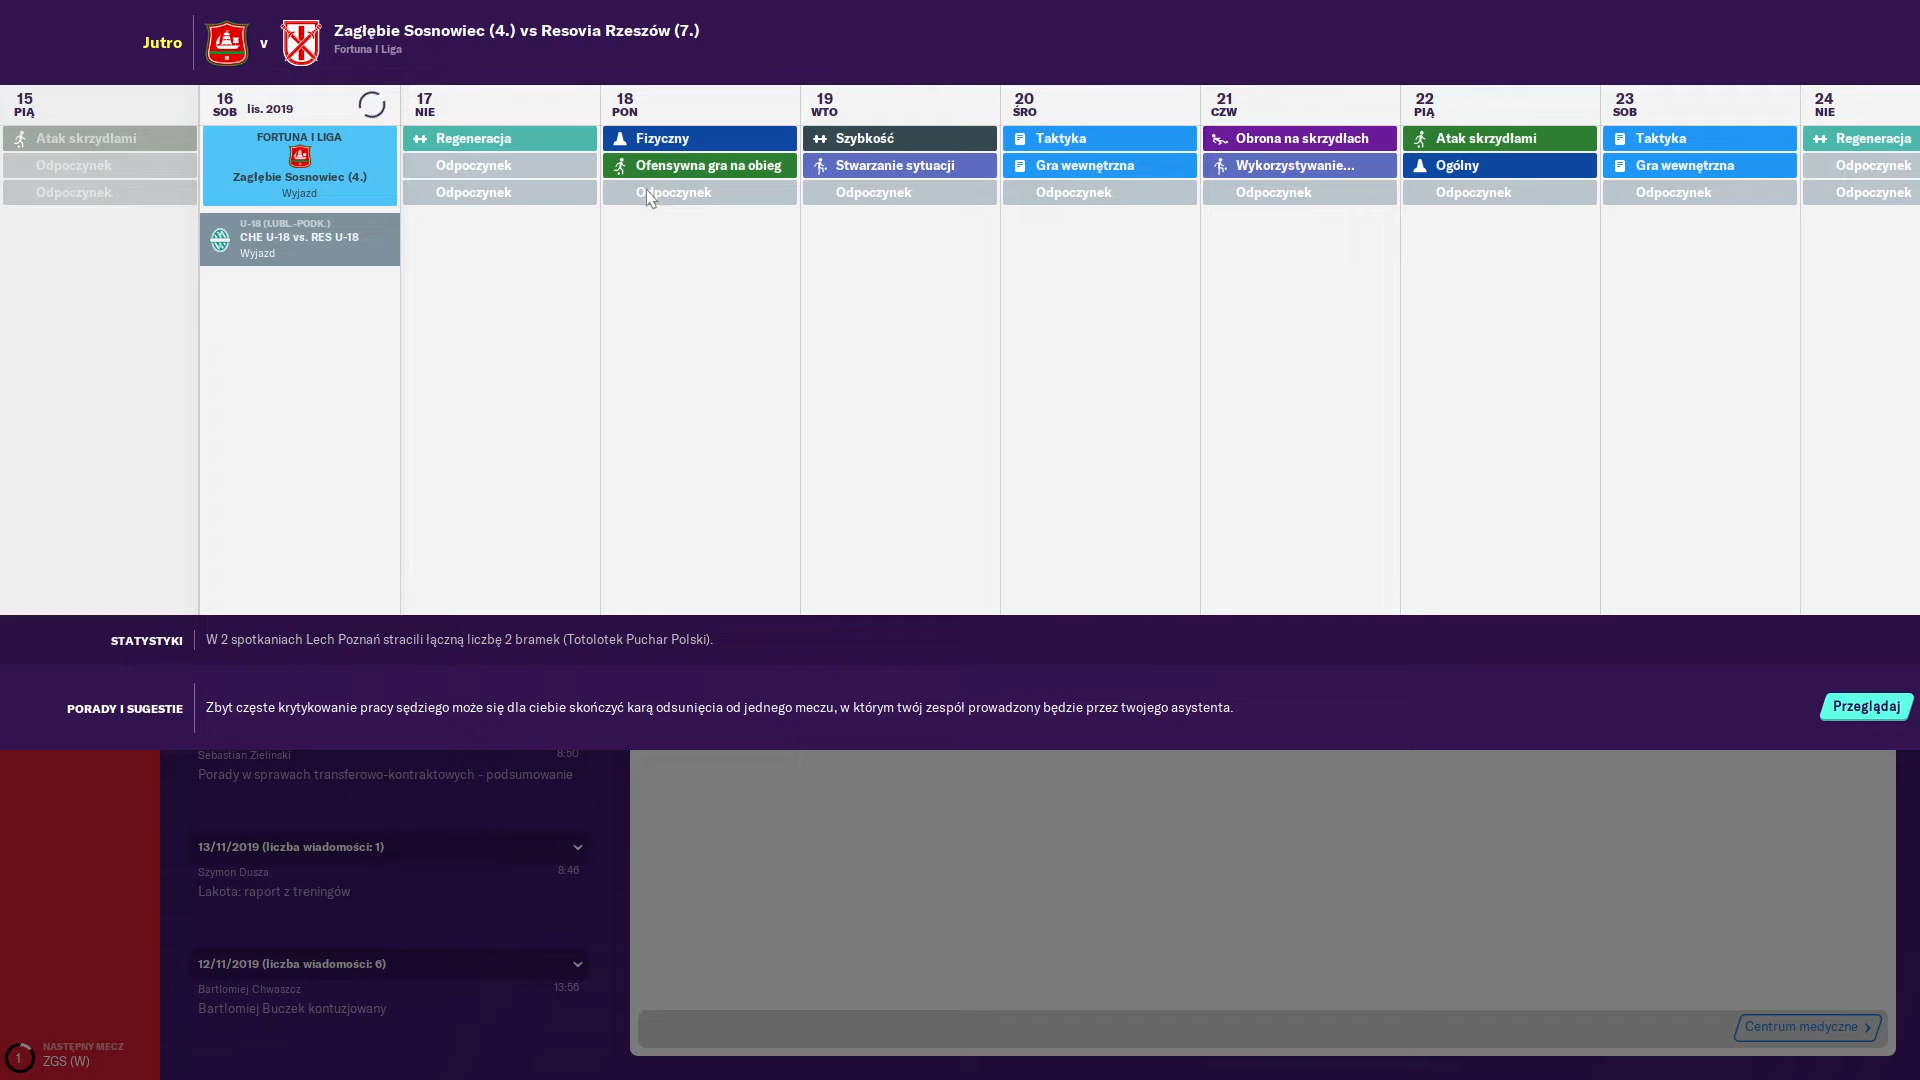 Jutro
v
Zagłębie Sosnowiec (4.) vs Resovia Rzeszów (7.)
Fortuna I Liga
15
PIĄ
16
SOB
lis. 2019
17
NIE
18
PON
19
WTO
20
ŚRO
21
CZW
22
PIĄ
23
SOB
24
NIE
Atak skrzydłami
Odpoczynek
Odpoczynek
FORTUNA I LIGA
Zagłębie Sosnowiec (4.)
Wyjazd
U-18 (LUBL.-PODK.)
CHE U-18 vs. RES U-18
Wyjazd
Regeneracja
Odpoczynek
Odpoczynek
Fizyczny
Ofensywna gra na obieg
Odpoczynek
Szybkość
Stwarzanie sytuacji
Odpoczynek
Taktyka
Gra wewnętrzna
Odpoczynek
Obrona na skrzydłach
Wykorzystywanie...
Odpoczynek
Atak skrzydłami
Ogólny
Odpoczynek
Taktyka
Gra wewnętrzna
Odpoczynek
Regeneracja
Odpoczynek
Odpoczynek
STATYSTYKI
W 2 spotkaniach Lech Poznań stracili łączną liczbę 2 bramek (Totolotek Puchar Polski).
PORADY I SUGESTIE
Zbyt częste krytykowanie pracy sędziego może się dla ciebie skończyć karą odsunięcia od jednego meczu, w którym twój zespół prowadzony będzie przez twojego asystenta.
Przeglądaj
Sebastian Zielinski
8:50
Porady w sprawach transferowo-kontraktowych - podsumowanie
13/11/2019 (liczba wiadomości: 1)
Szymon Dusza
8:46
Lakota: raport z treningów
12/11/2019 (liczba wiadomości: 6)
Bartlomiej Chwaszcz
13:56
Bartlomiej Buczek kontuzjowany
1
NASTĘPNY MECZ
ZGS (W)
Centrum medyczne